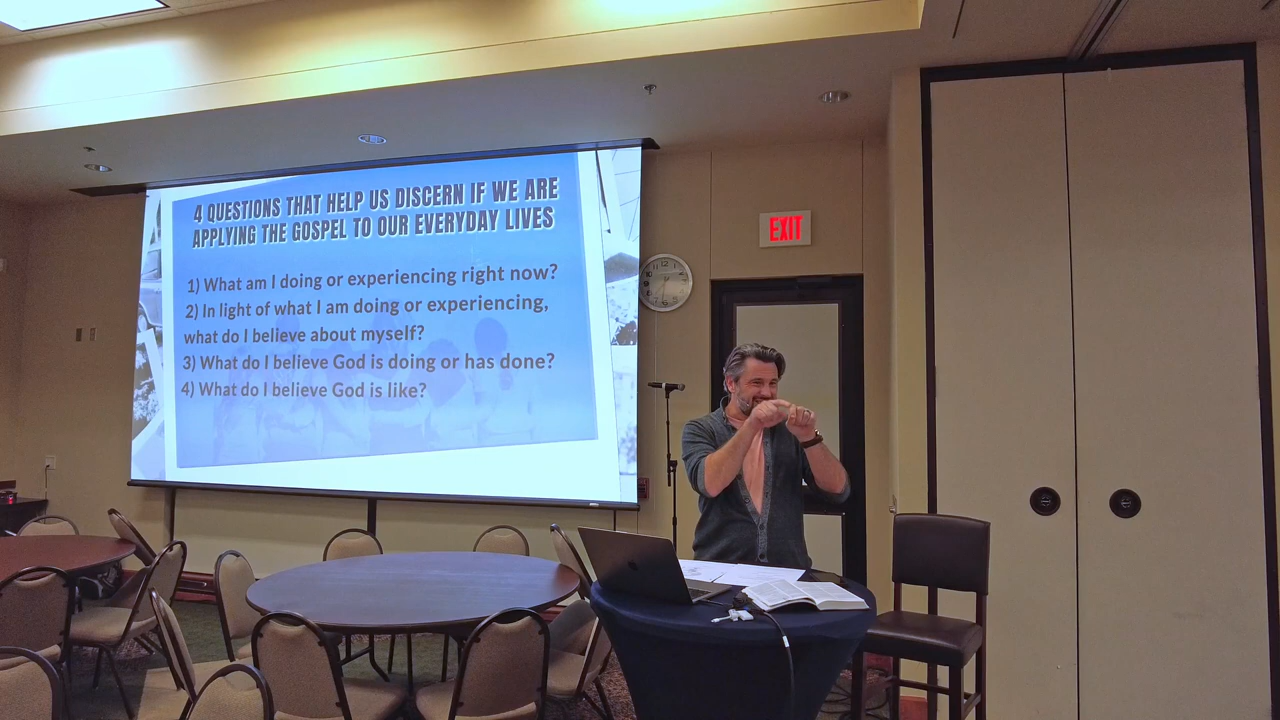 4 QUESTIONS THAT HELP US DISCERN IF WE ARE
APPLYING THE GOSPEL TO OUR EVERYDAY LIVES
1) What am I doing or experiencing right now?
2) In light of what I am doing or experiencing,
what do I believe about myself?
3) What do I believe God is doing or has done?
4) What do I believe God is like?
EXIT